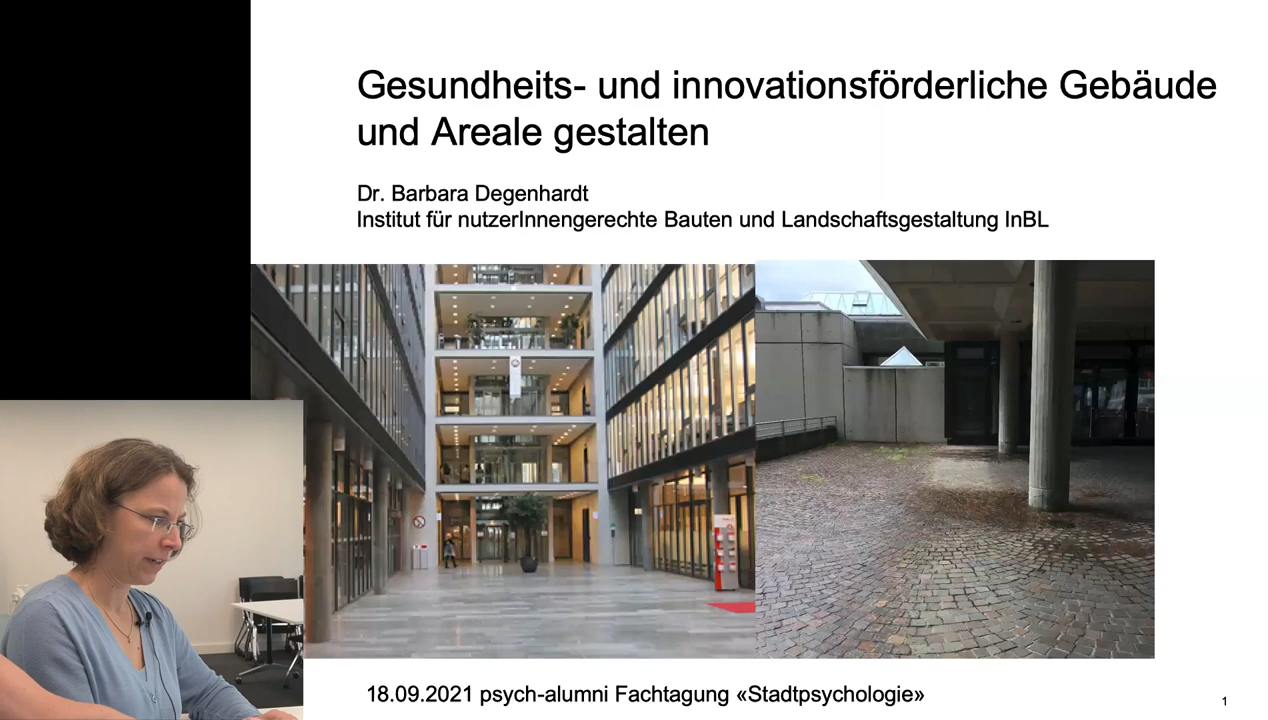 Gesundheits- und innovationsförderliche Gebäude
und Areale gestalten
Dr. Barbara Degenhardt
Institut für nutzerInnengerechte Bauten und Landschaftsgestaltung InBL
18.09.2021 psych-alumni Fachtagung «Stadtpsychologie»
1